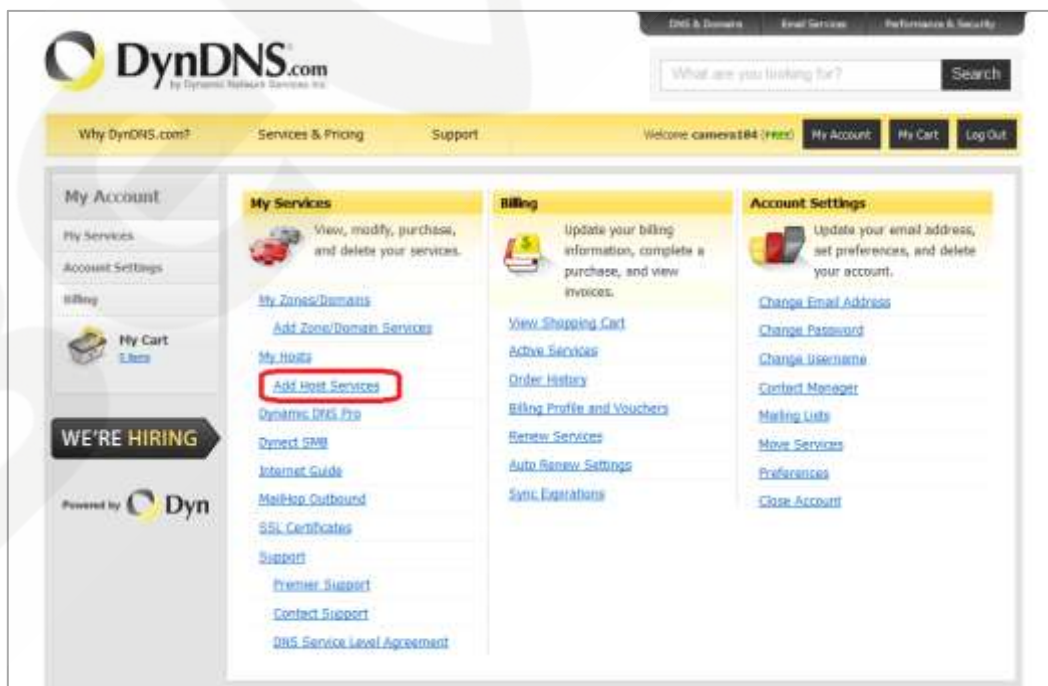 DNS & Domains Email Services Performance & Security
DynDNS.com
by Dynamic Network Services Inc.
What are you looking for? Search
Why DynDNS.com? Services & Pricing Support Welcome camera184 (FREE) My Account My Cart Log Out
My Account
My Services
Account Settings
Billing
My Cart
WE'RE HIRING
Powered by Dyn
My Services
View, modify, purchase,
and delete your services.
My Zones/Domains
Add Zone/Domain Services
My Hosts
Add Host Services
Dynamic DNS Pro
Dynect SMB
Internet Guide
MailHop Outbound
SSL Certificates
Support
Premier Support
Contact Support
DNS Service Level Agreement
Billing
Update your billing
information, complete a
purchase, and view
invoices.
View Shopping Cart
Active Services
Order History
Billing Profile and Vouchers
Renew Services
Auto Renew Settings
Sync Expirations
Account Settings
Update your email address,
set preferences, and delete
your account.
Change Email Address
Change Password
Change Username
Contact Manager
Mailing Lists
Move Services
Preferences
Close Account